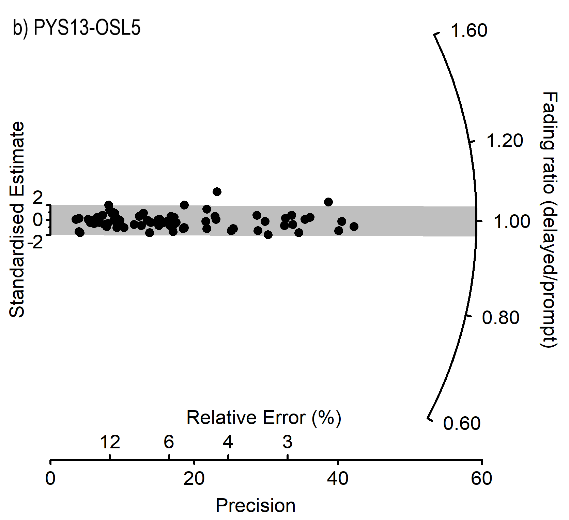 b) PYS13-OSL5
1.60
Fading ratio (delayed/prompt)
1.20
Standardised Estimate
2
0
-2
1.00
0.80
0.60
Relative Error (%)
12 6 4 3
0 20 40 60
Precision